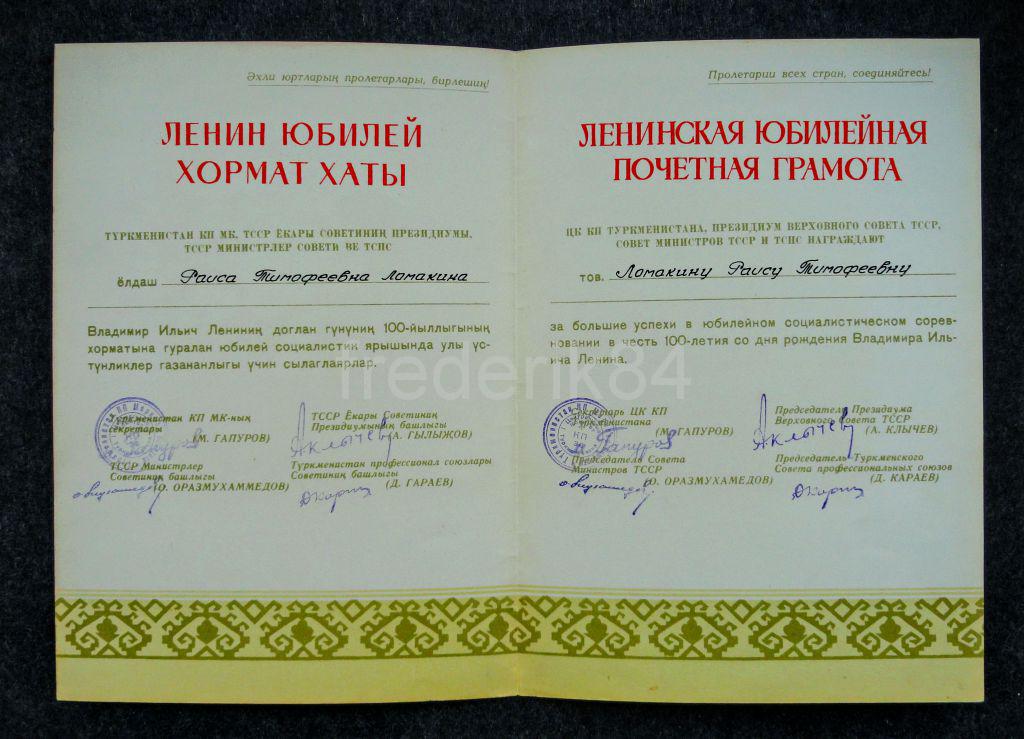 Әхли юртларың пролетарлары, бирлешиң!
ЛЕНИН ЮБИЛЕЙ
ХОРМАТ ХАТЫ
ТҮРКМЕНИСТАН КП МК, ТССР ЁКАРЫ СОВЕТИНИҢ ПРЕЗИДИУМЫ,
ТССР МИНИСТРЛЕР СОВЕТИ ВЕ ТСПС
ёлдаш Раиса Тимофеевна Ломакина
Владимир Ильич Лениниң доглан гүнүниң 100-йыллыгының
хорматына гуралан юбилей социалистик ярышында улы үс-
түнликлер газананлыгы үчин сылаглаярлар.
Түркменистан КП МК-ның
секретары
(М. ГАПУРОВ)
ТССР Ёкары Советиниң
Президиумының башлыгы
(А. ГЫЛЫҖОВ)
ТССР Министрлер
Советиниң башлыгы
(О. ОРАЗМУХАММЕДОВ)
Түркменистан профессионал союзлары
Советиниң башлыгы
(Д. ГАРАЕВ)
Пролетарии всех стран, соединяйтесь!
ЛЕНИНСКАЯ ЮБИЛЕЙНАЯ
ПОЧЕТНАЯ ГРАМОТА
ЦК КП ТУРКМЕНИСТАНА, ПРЕЗИДИУМ ВЕРХОВНОГО СОВЕТА ТССР,
СОВЕТ МИНИСТРОВ ТССР И ТСПС НАГРАЖДАЮТ
тов. Ломакину Раису Тимофеевну
за большие успехи в юбилейном социалистическом сорев-
новании в честь 100-летия со дня рождения Владимира Иль-
ича Ленина.
Секретарь ЦК КП
Туркменистана
(М. ГАПУРОВ)
Председатель Президиума
Верховного Совета ТССР
(А. КЛЫЧЕВ)
Председатель Совета
Министров ТССР
(О. ОРАЗМУХАМЕДОВ)
Председатель Туркменского
Совета профессиональных союзов
(Д. КАРАЕВ)
frederik84